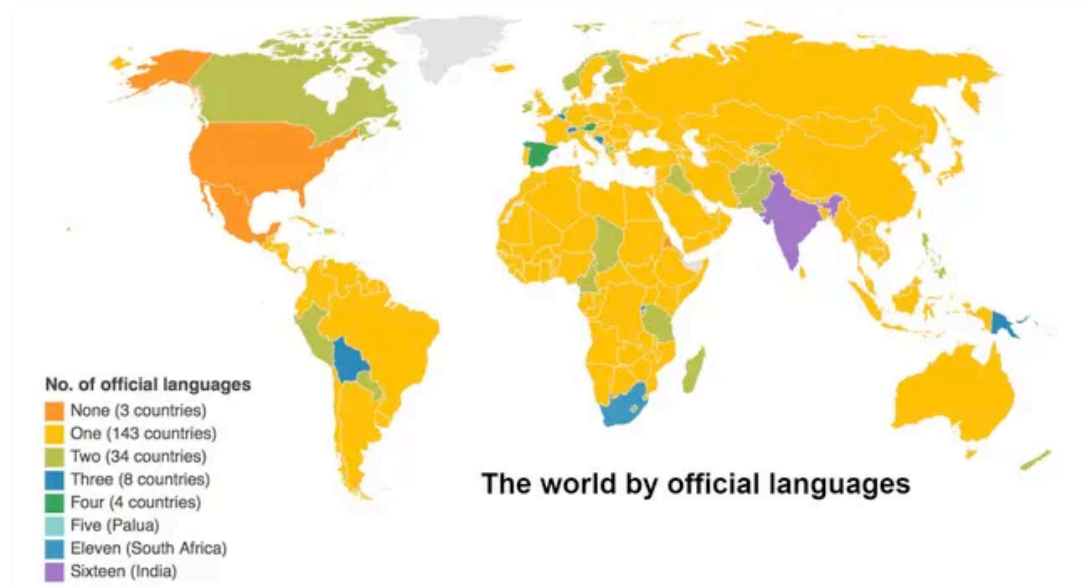 No. of official languages
None (3 countries)
One (143 countries)
Two (34 countries)
Three (8 countries)
Four (4 countries)
Five (Palua)
Eleven (South Africa)
Sixteen (India)
The world by official languages